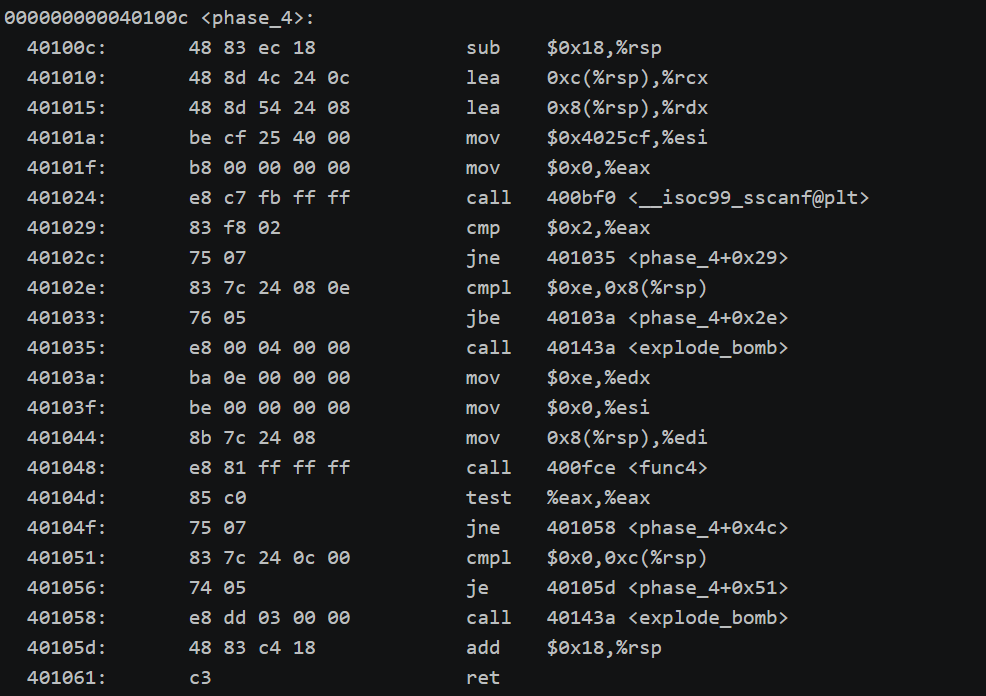 000000000040100c <phase_4>:
  40100c:	48 83 ec 18	sub    $0x18,%rsp
  401010:	48 8d 4c 24 0c	lea    0xc(%rsp),%rcx
  401015:	48 8d 54 24 08	lea    0x8(%rsp),%rdx
  40101a:	be cf 25 40 00	mov    $0x4025cf,%esi
  40101f:	b8 00 00 00 00	mov    $0x0,%eax
  401024:	e8 c7 fb ff ff	call   400bf0 <__isoc99_sscanf@plt>
  401029:	83 f8 02	cmp    $0x2,%eax
  40102c:	75 07	jne    401035 <phase_4+0x29>
  40102e:	83 7c 24 08 0e	cmpl   $0xe,0x8(%rsp)
  401033:	76 05	jbe    40103a <phase_4+0x2e>
  401035:	e8 00 04 00 00	call   40143a <explode_bomb>
  40103a:	ba 0e 00 00 00	mov    $0xe,%edx
  40103f:	be 00 00 00 00	mov    $0x0,%esi
  401044:	8b 7c 24 08	mov    0x8(%rsp),%edi
  401048:	e8 81 ff ff ff	call   400fce <func4>
  40104d:	85 c0	test   %eax,%eax
  40104f:	75 07	jne    401058 <phase_4+0x4c>
  401051:	83 7c 24 0c 00	cmpl   $0x0,0xc(%rsp)
  401056:	74 05	je     40105d <phase_4+0x51>
  401058:	e8 dd 03 00 00	call   40143a <explode_bomb>
  40105d:	48 83 c4 18	add    $0x18,%rsp
  401061:	c3	ret